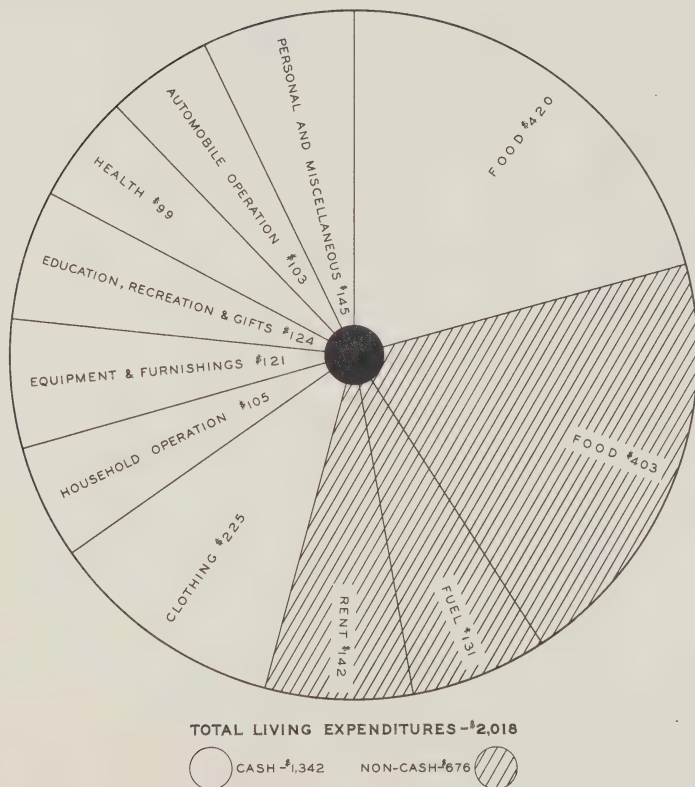 FOOD $420
FOOD $403
FUEL $131
RENT $142
CLOTHING $225
HOUSEHOLD OPERATION $105
EQUIPMENT & FURNISHINGS $121
EDUCATION, RECREATION & GIFTS $124
HEALTH $99
AUTOMOBILE OPERATION $103
PERSONAL AND MISCELLANEOUS $145
TOTAL LIVING EXPENDITURES-$2,018
CASH-$1,342 NON-CASH-$676